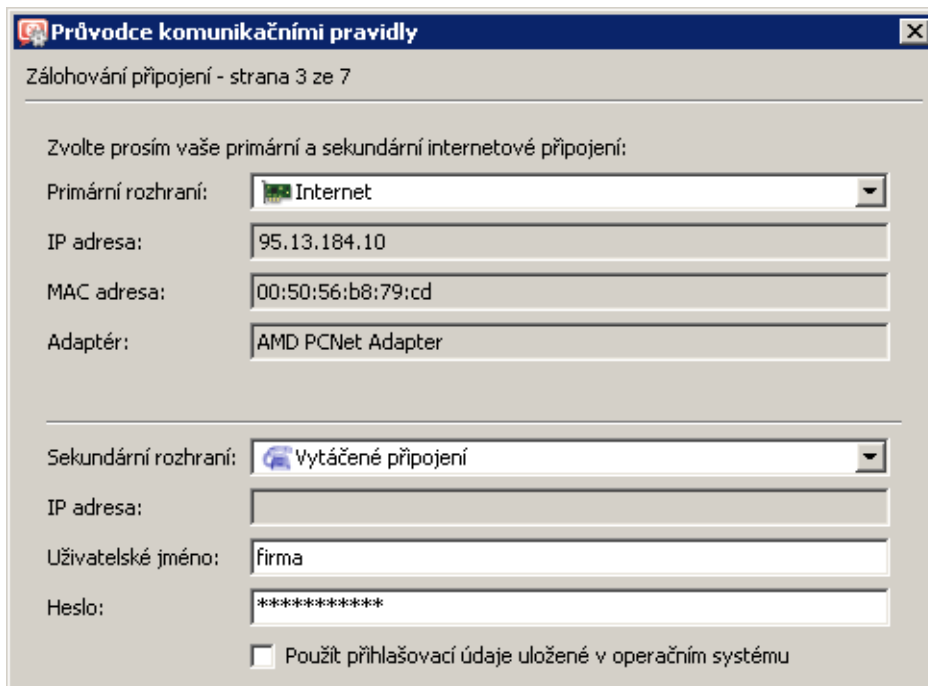 Průvodce komunikačními pravidly
Zálohování připojení - strana 3 ze 7
Zvolte prosím vaše primární a sekundární internetové připojení:
Primární rozhraní: Internet
IP adresa: 95.13.184.10
MAC adresa: 00:50:56:b8:79:cd
Adaptér: AMD PCNet Adapter
Sekundární rozhraní: Vytáčené připojení
IP adresa:
Uživatelské jméno: firma
Heslo: ***********
Použít přihlašovací údaje uložené v operačním systému